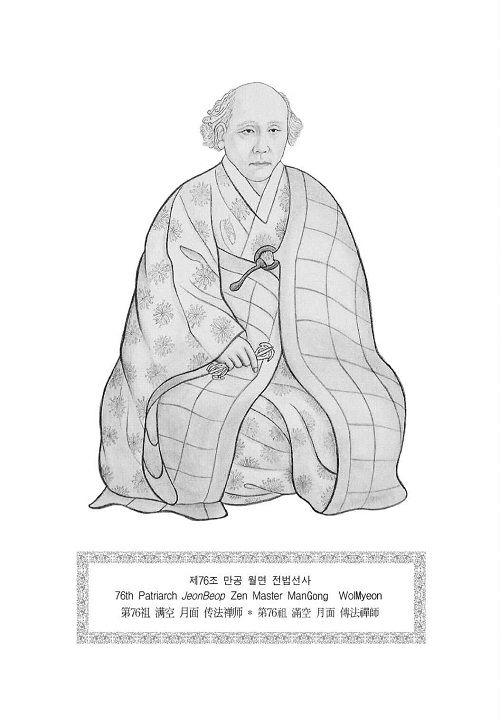 제76조 만공 월면 전법선사
76th Patriarch JeonBeop Zen Master ManGong WolMyeon
第76祖 满空 月面 传法禅师 * 第76祖 滿空 月面 傳法禪師